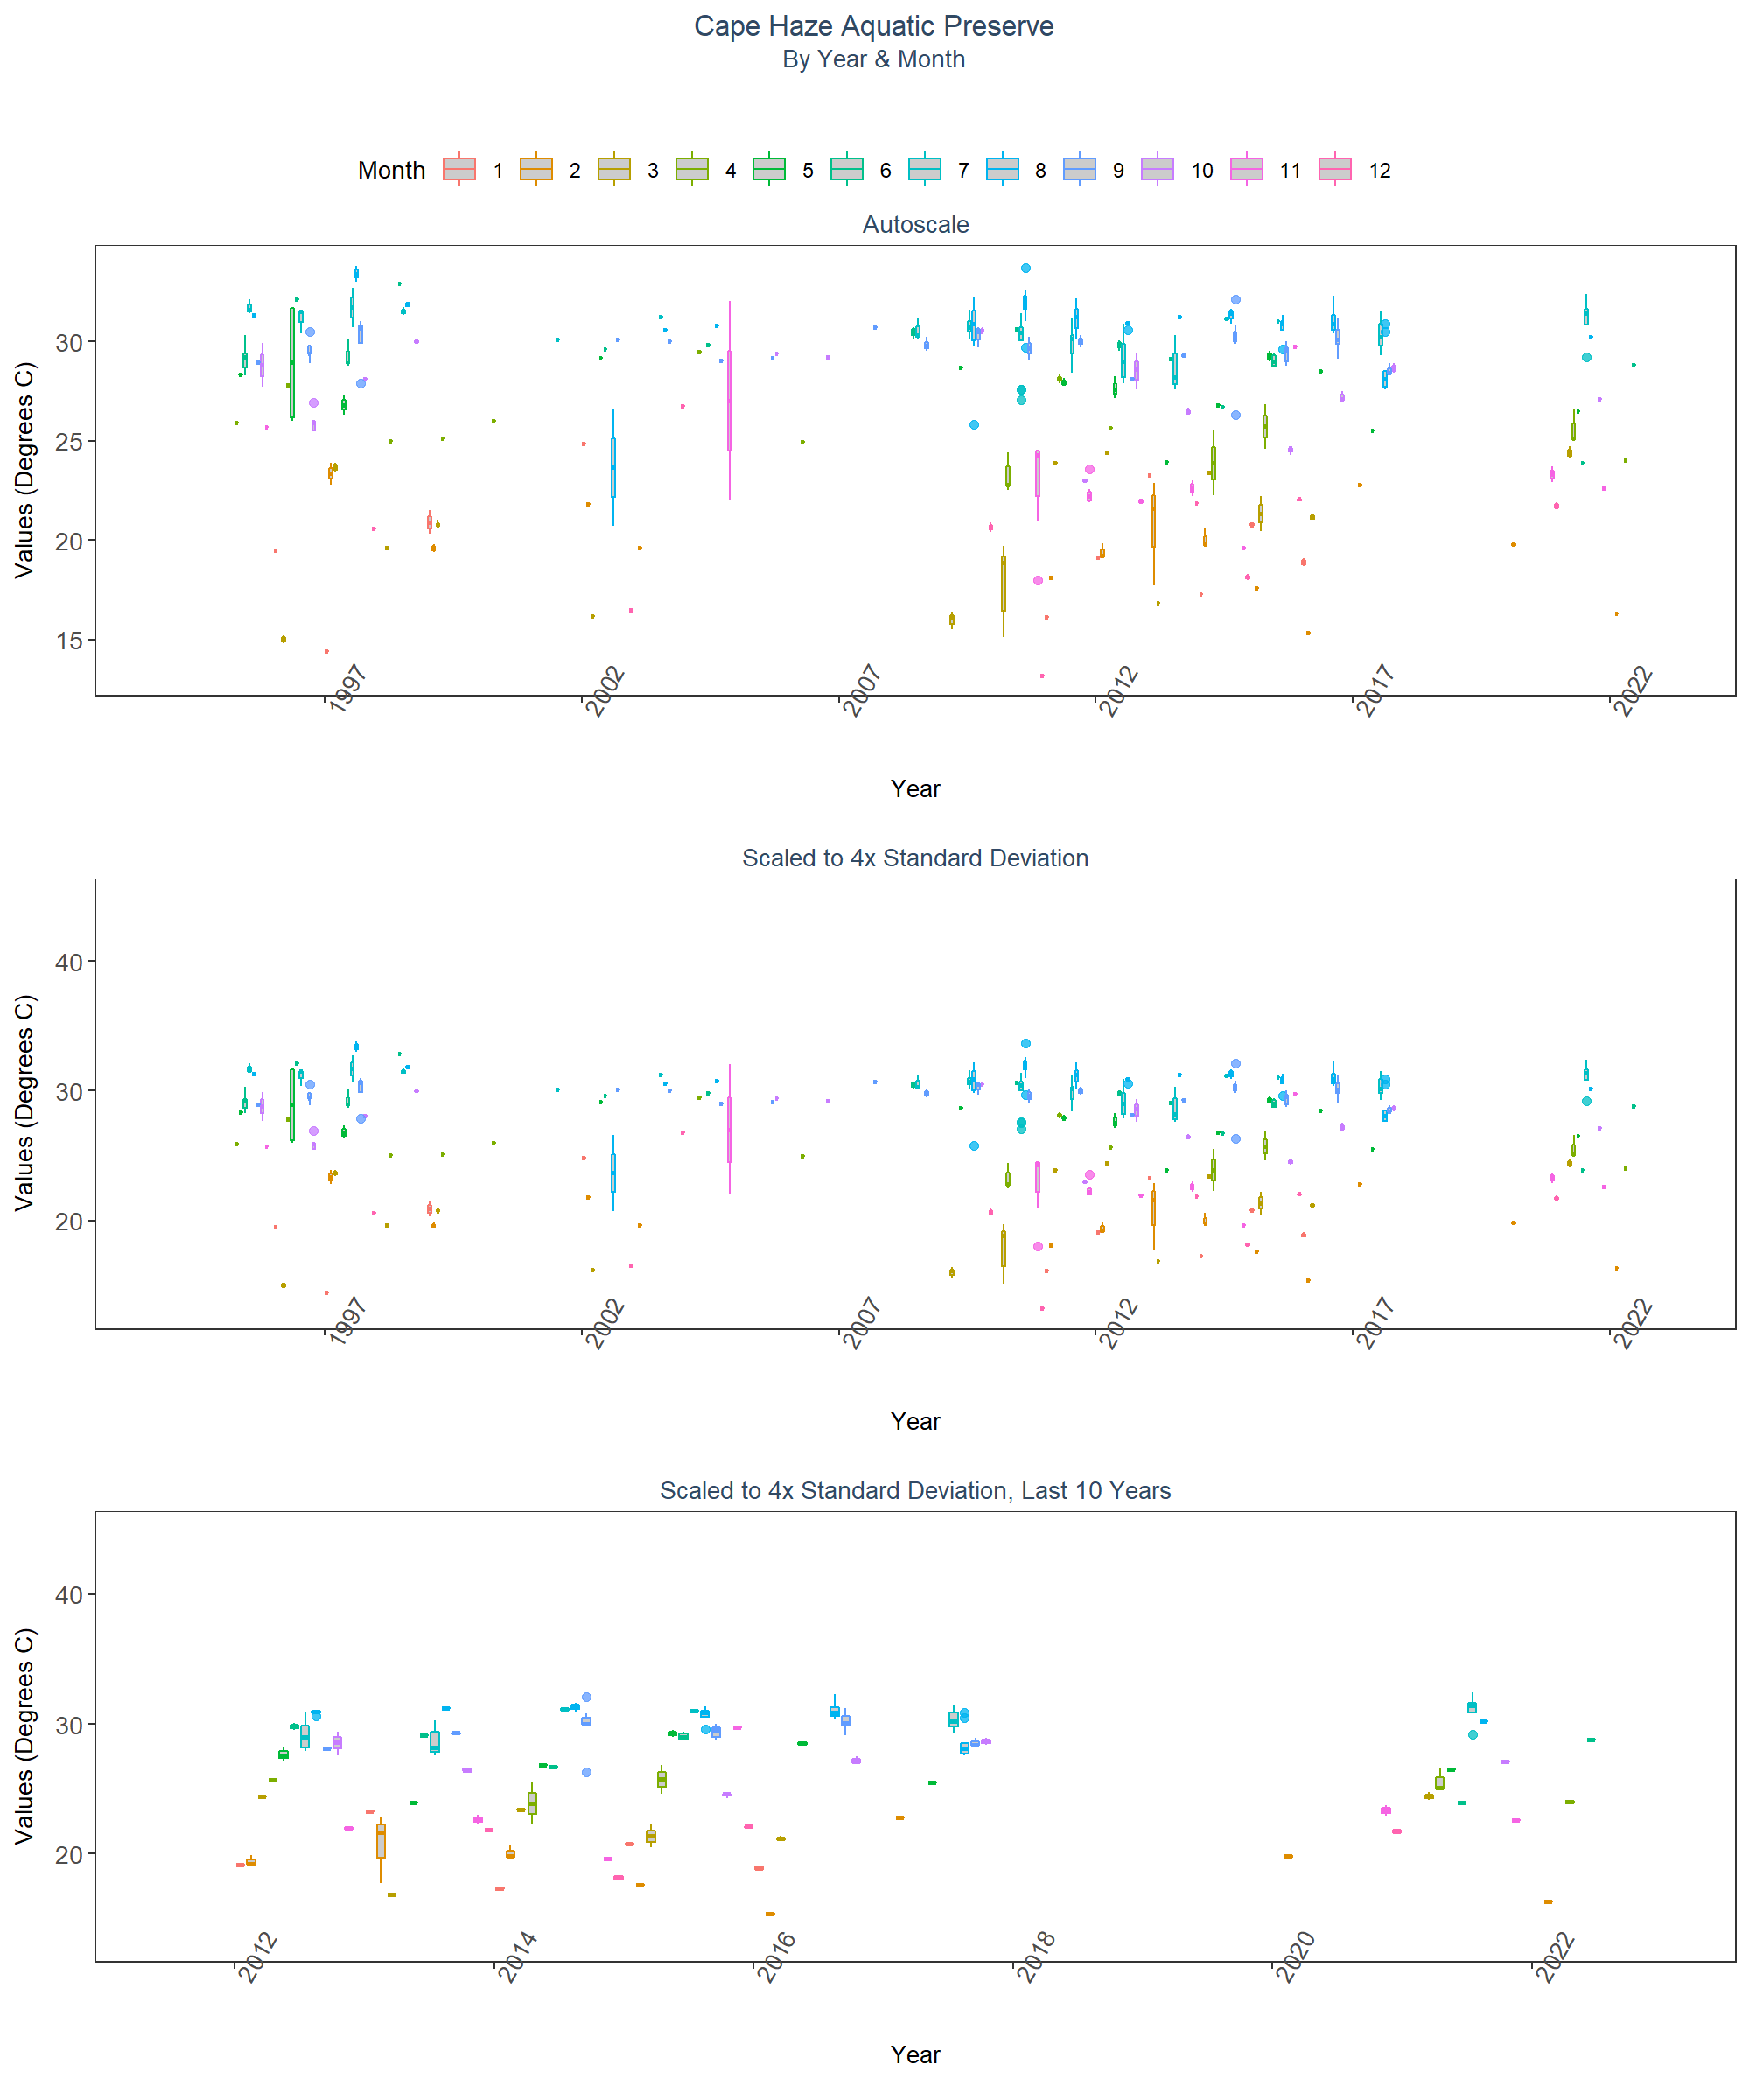 Cape Haze Aquatic Preserve
By Year & Month
Month 1 2 3 4 5 6 7 8 9 10 11 12
Autoscale
Values (Degrees C)
30
25
20
15
1997 2002 2007 2012 2017 2022
Year
Scaled to 4x Standard Deviation
Values (Degrees C)
40
30
20
1997 2002 2007 2012 2017 2022
Year
Scaled to 4x Standard Deviation, Last 10 Years
Values (Degrees C)
40
30
20
2012 2014 2016 2018 2020 2022
Year